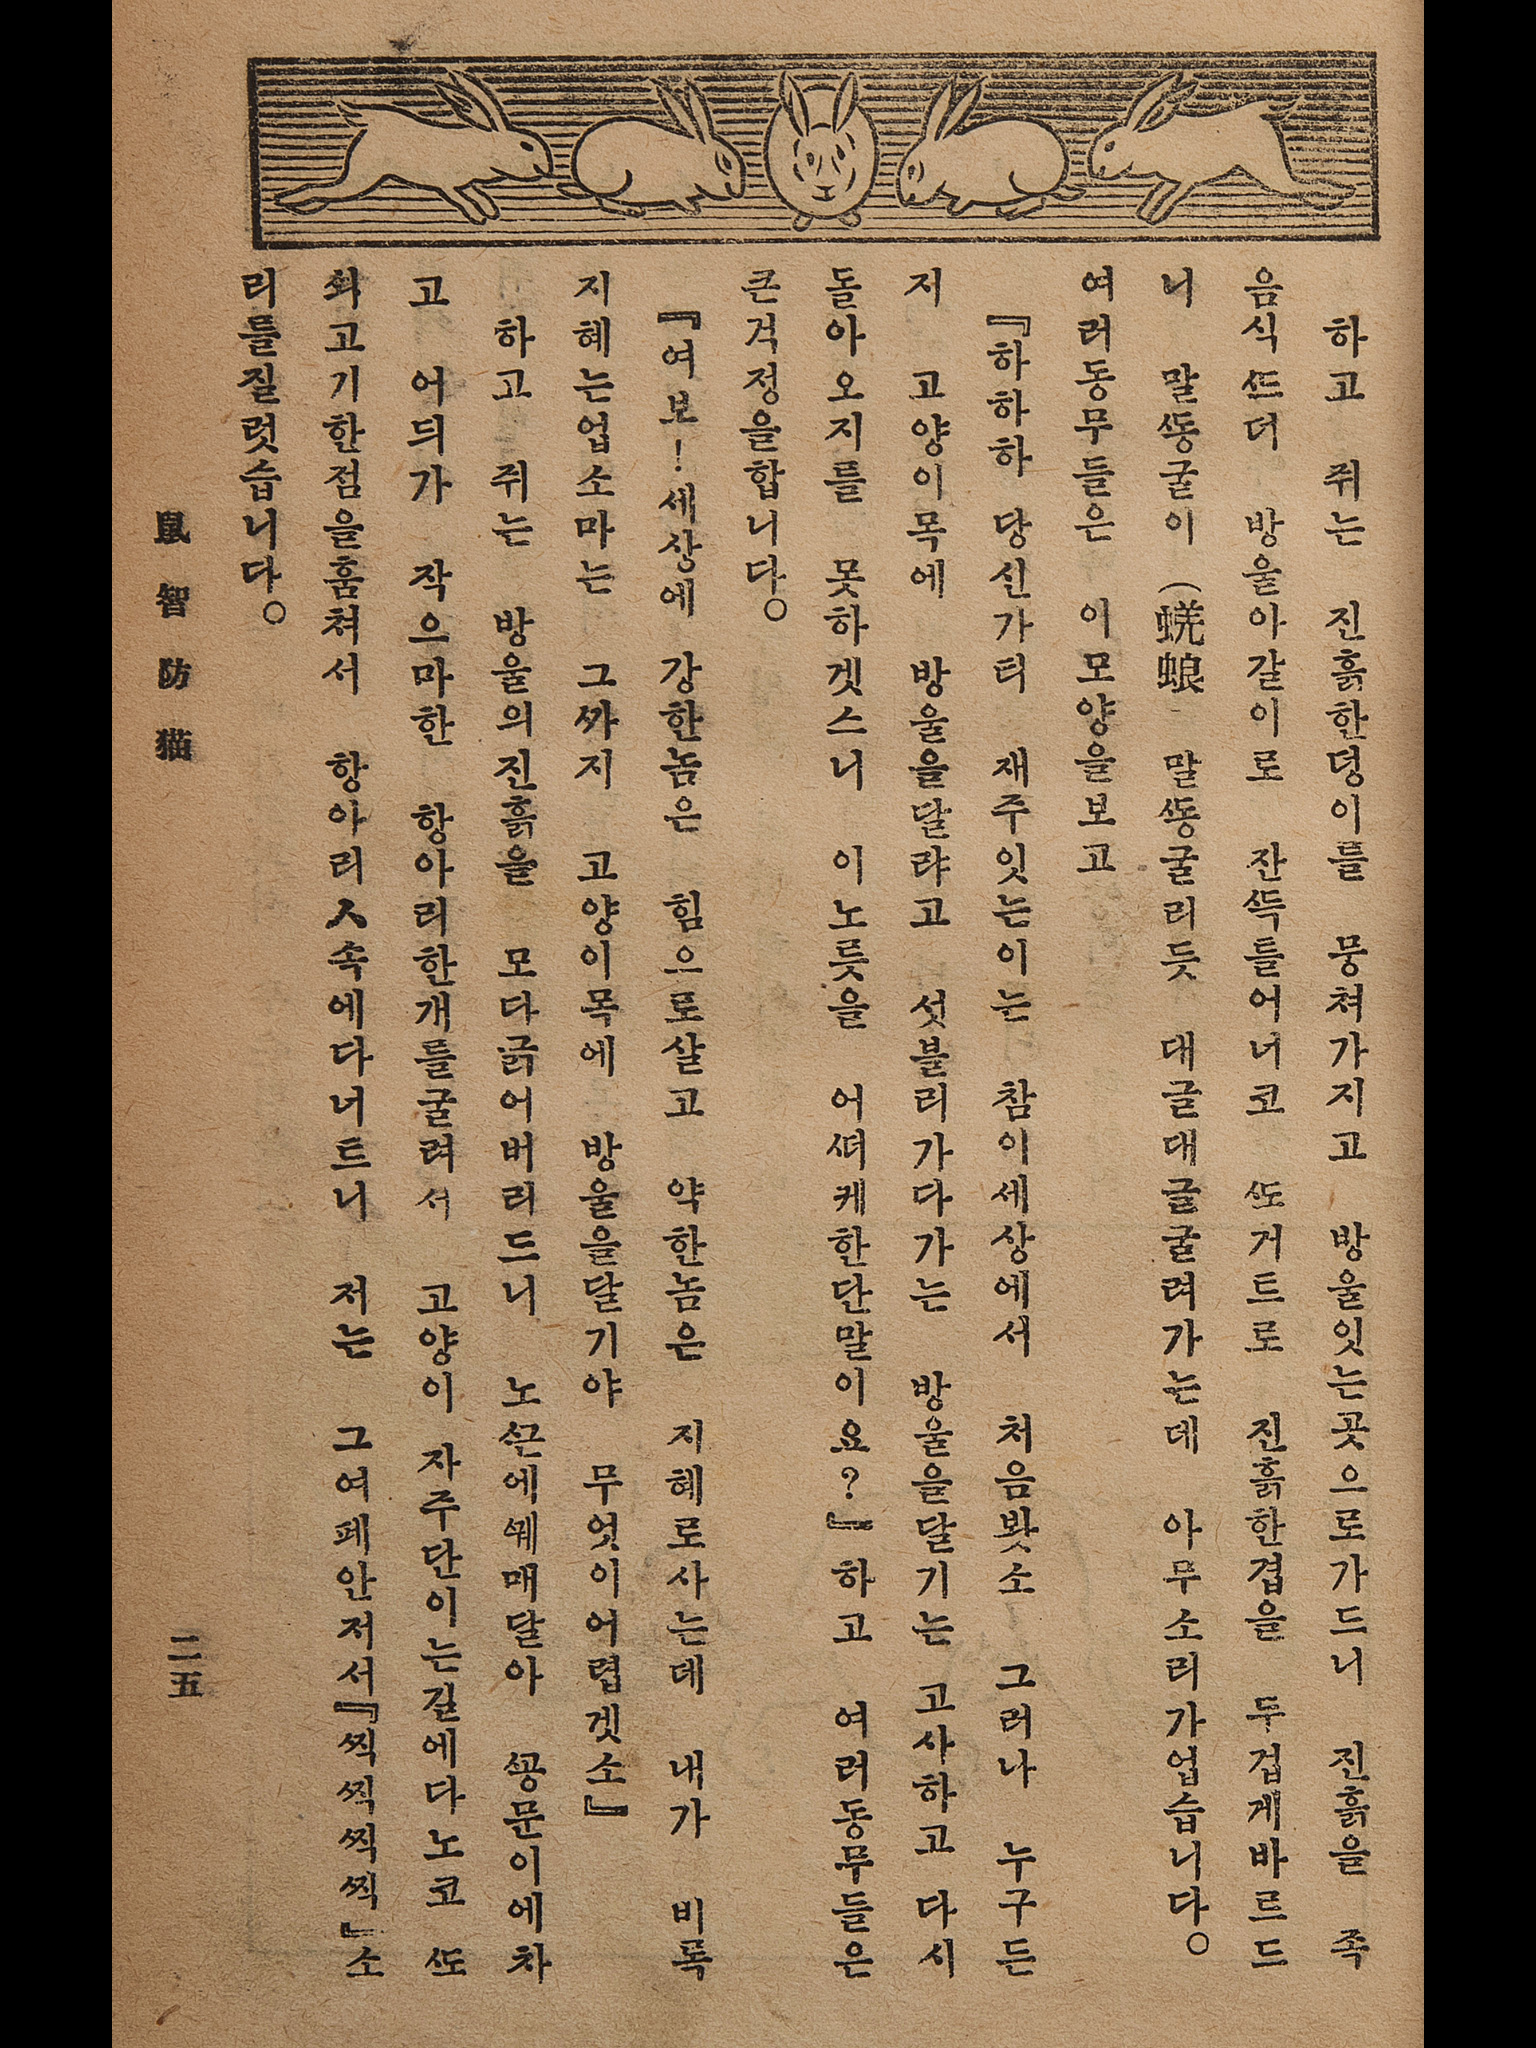 하고 쥐는 진흙한덩이를 뭉쳐가지고 방울잇는곳으로가드니 진흙을 족
음식 ᄯᅳ더 방울아갈이로 잔ᄯᅳᆨ틀어너코 ᄯᅩ거트로 진흙한겹을 두겁게바르드
니 말ᄯᅩᆼ굴이 (蜣蜋 말ᄯᅩᆼ굴리듯 대글대글굴려가는데 아무소리가업습니다。
여러동무들은 이모양을보고
『하하하 당신가티 재주잇는이는 참이세상에서 처음봣소 그러나 누구든
지 고양이목에 방울을달랴고 섯불리가다가는 방울을달기는 고사하고 다시
돌아오지를 못하겟스니 이노릇을 어ᄯᅥ케한단말이요?』 하고 여러동무들은
큰걱정을합니다。
『여보! 세상에 강한놈은 힘으로살고 약한놈은 지혜로사는데 내가 비록
지혜는업소마는 그ᄭᅡ지 고양이목에 방울을달기야 무엇이어렵겟소』
하고 쥐는 방울의진흙을 모다긁어버리드니 노ᄭᅳᆫ에ᄭᅰ매달아 ᄭᅩᆼ문이에차
고 어듸가 작으마한 항아리한개를굴려서 고양이 자주단이는길에다노코 ᄯᅩ
쇠고기한점을훔쳐서 항아리ㅅ속에다너트니 저는 그여페안저서『찍찍찍찍』소
리를질럿습니다。
鼠智防猫
二五